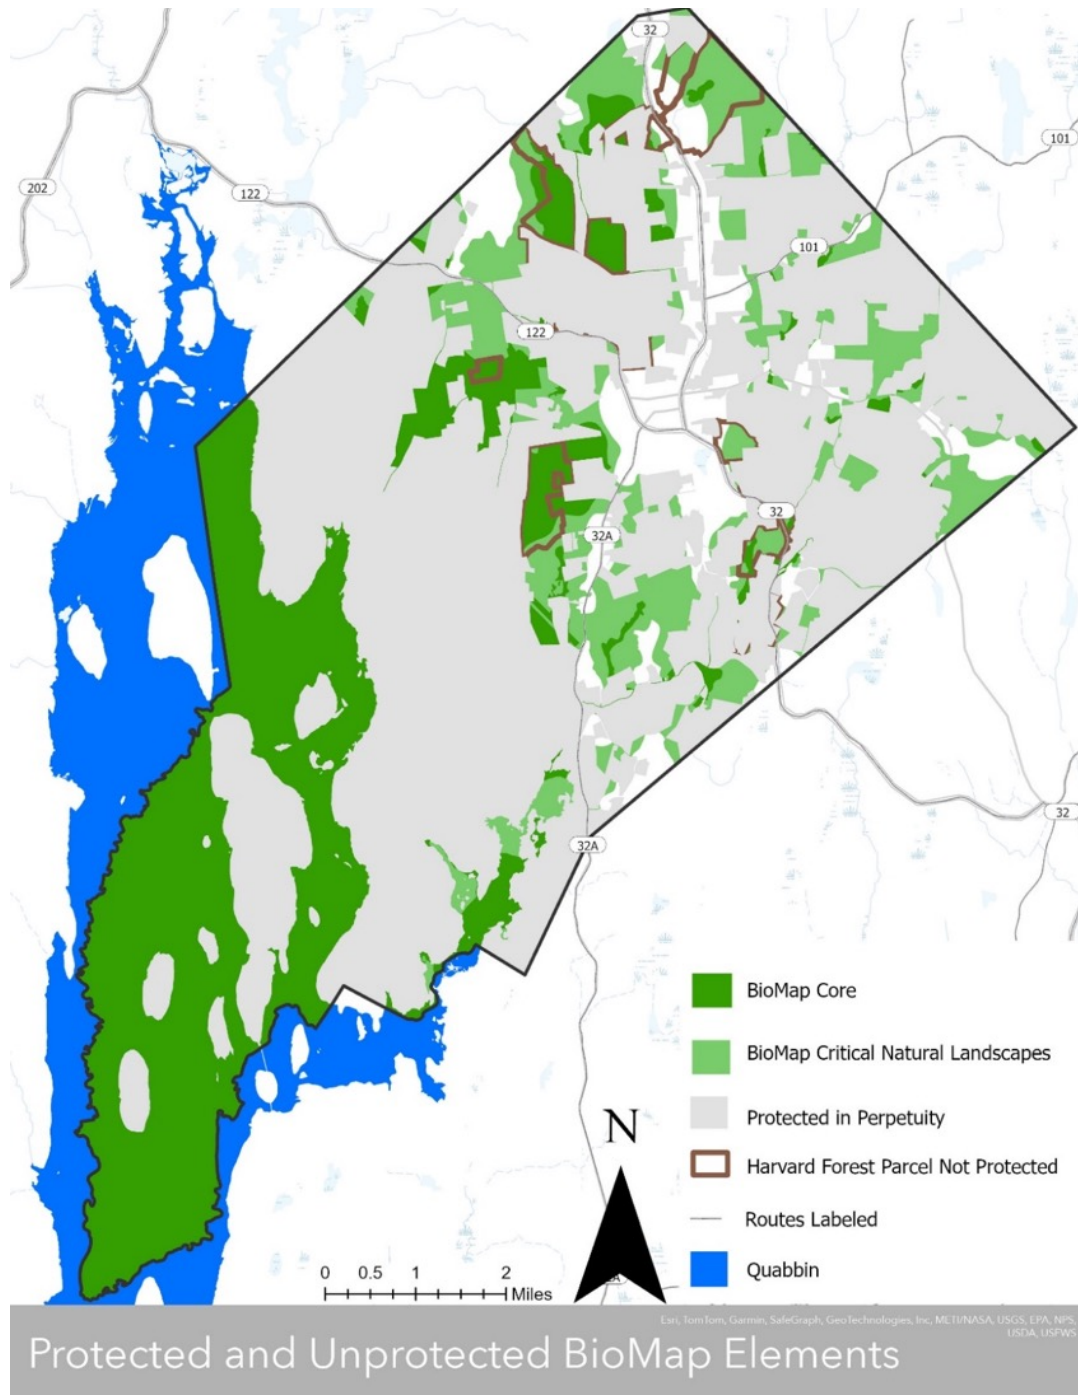 32
101
202
122
101
122
32
32A
32
32A
BioMap Core
BioMap Critical Natural Landscapes
N
Protected in Perpetuity
Harvard Forest Parcel Not Protected
Routes Labeled
0 0.5 1 2
Miles
Quabbin
Esri, TomTom, Garmin, SafeGraph, GeoTechnologies, Inc, METI/NASA, USGS, EPA, NPS,
USDA, USFWS
Protected and Unprotected BioMap Elements